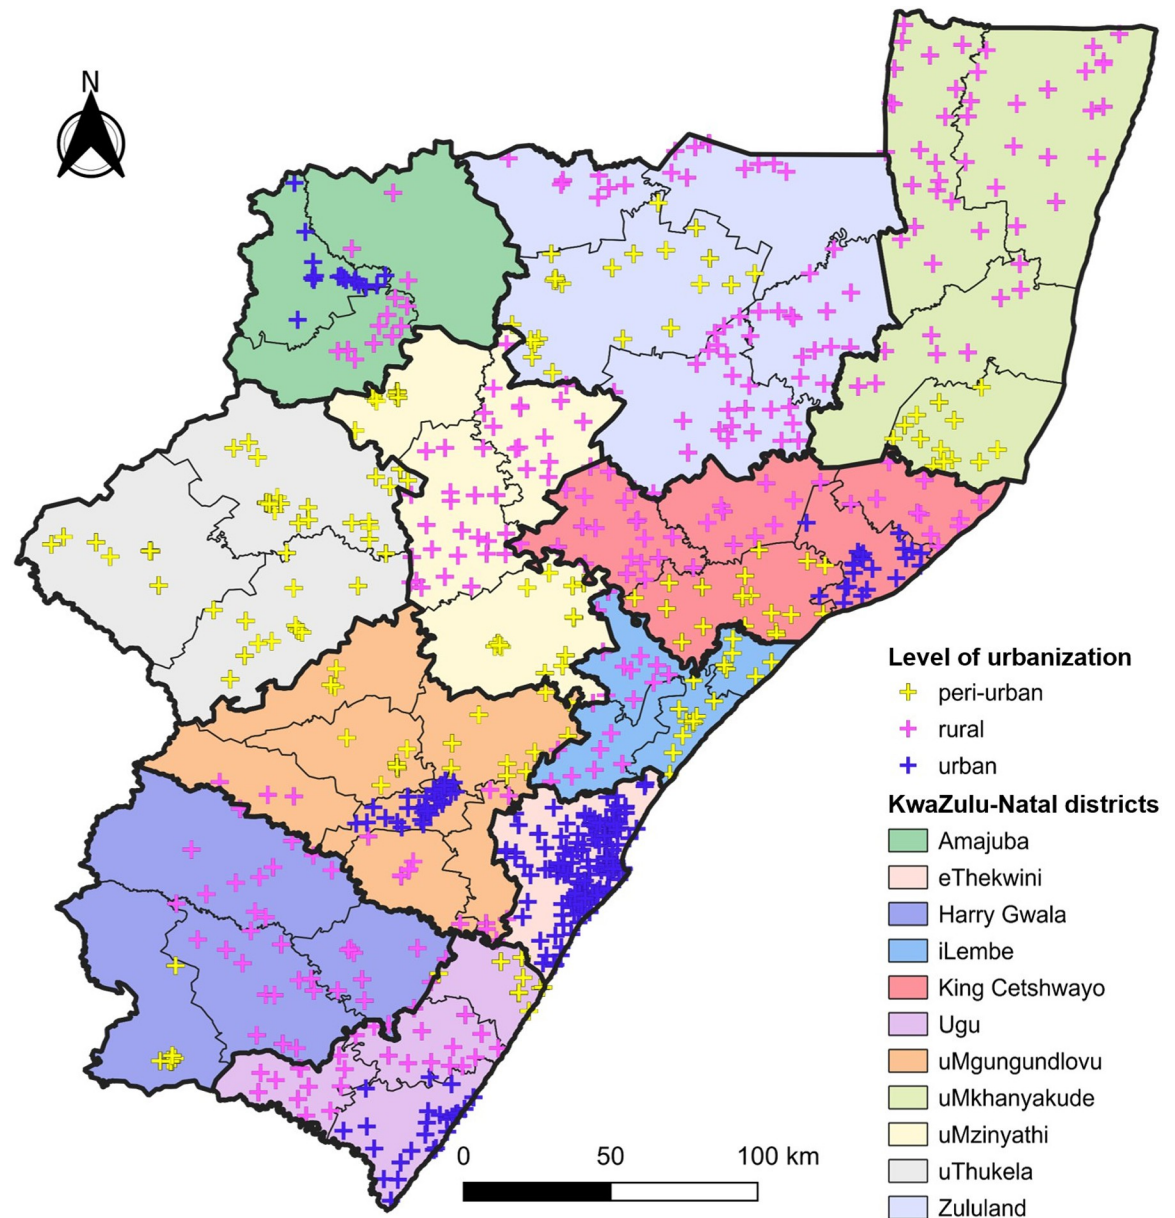 N
Level of urbanization
peri-urban
rural
urban
KwaZulu-Natal districts
Amajuba
eThekwini
Harry Gwala
iLembe
King Cetshwayo
Ugu
uMgungundlovu
uMkhanyakude
uMzinyathi
uThukela
Zululand
0 50 100 km